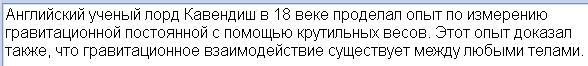 Английский ученый лорд Кавендиш в 18 веке проделал опыт по измерению
гравитационной постоянной с помощью крутильных весов. Этот опыт доказал
также, что гравитационное взаимодействие существует между любыми телами.